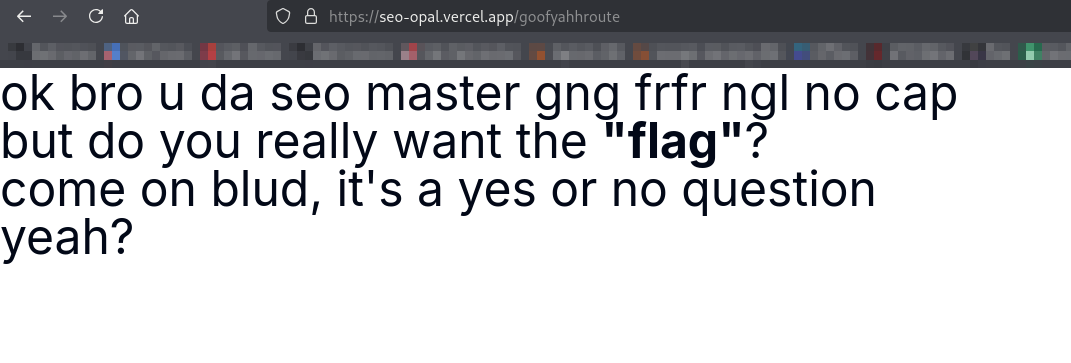 https://seo-opal.vercel.app/goofyahhroute
ok bro u da seo master gng frfr ngl no cap
but do you really want the "flag"?
come on blud, it's a yes or no question
yeah?